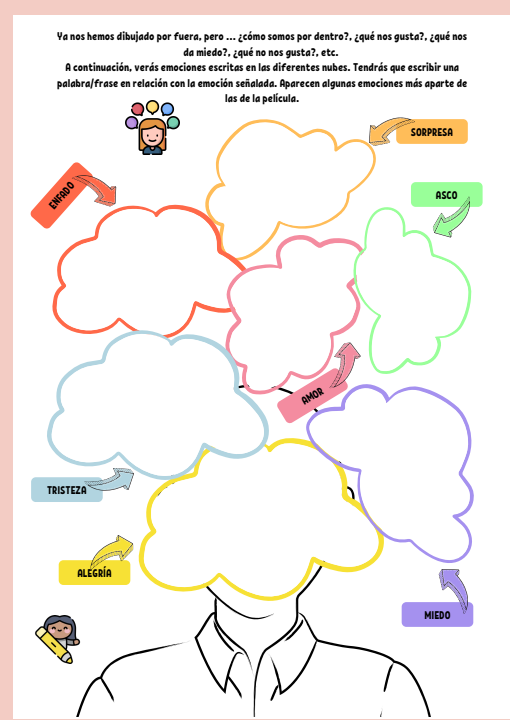 Ya nos hemos dibujado por fuera, pero ... ¿cómo somos por dentro?, ¿qué nos gusta?, ¿qué nos
da miedo?, ¿qué no nos gusta?, etc.
A continuación, verás emociones escritas en las diferentes nubes. Tendrás que escribir una
palabra/frase en relación con la emoción señalada. Aparecen algunas emociones más aparte de
las de la película.
SORPRESA
ENFADO
ASCO
AMOR
TRISTEZA
ALEGRÍA
MIEDO